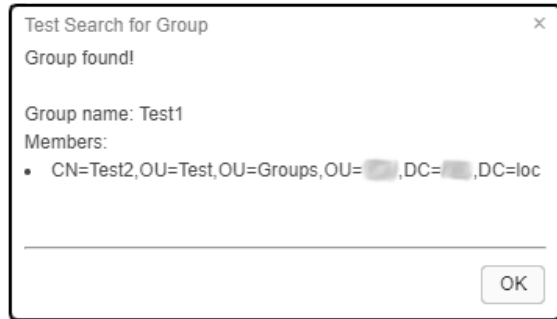 Test Search for Group
×
Group found!
Group name: Test1
Members:
• CN=Test2,OU=Test,OU=Groups,OU= ,DC= ,DC=loc
OK